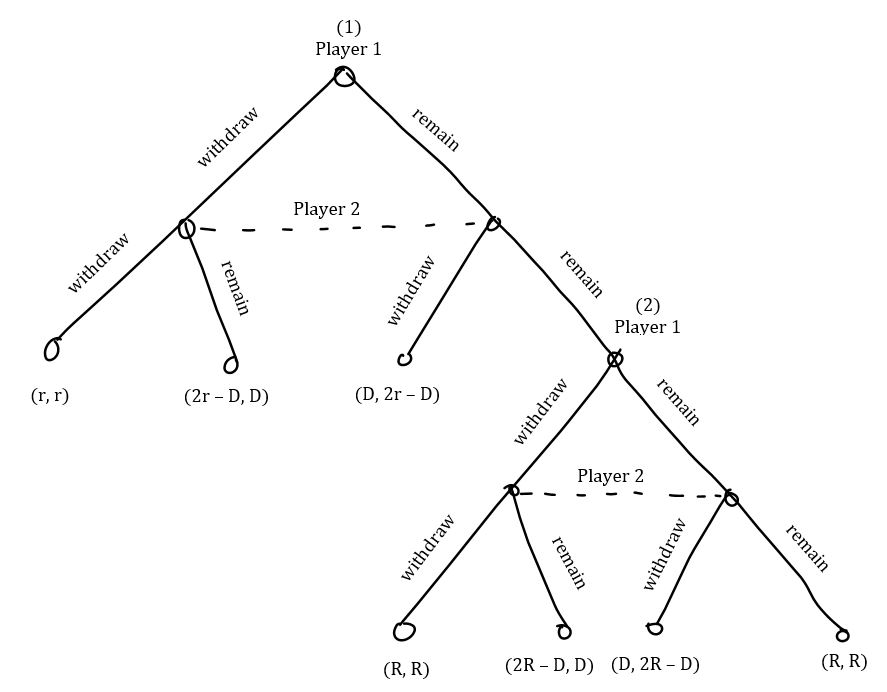 (1)
Player 1
withdraw
remain
Player 2
withdraw
remain
withdraw
remain
(2)
Player 1
(r, r)
(2r – D, D)
(D, 2r – D)
withdraw
remain
Player 2
withdraw
remain
withdraw
remain
(R, R)
(2R – D, D)
(D, 2R – D)
(R, R)